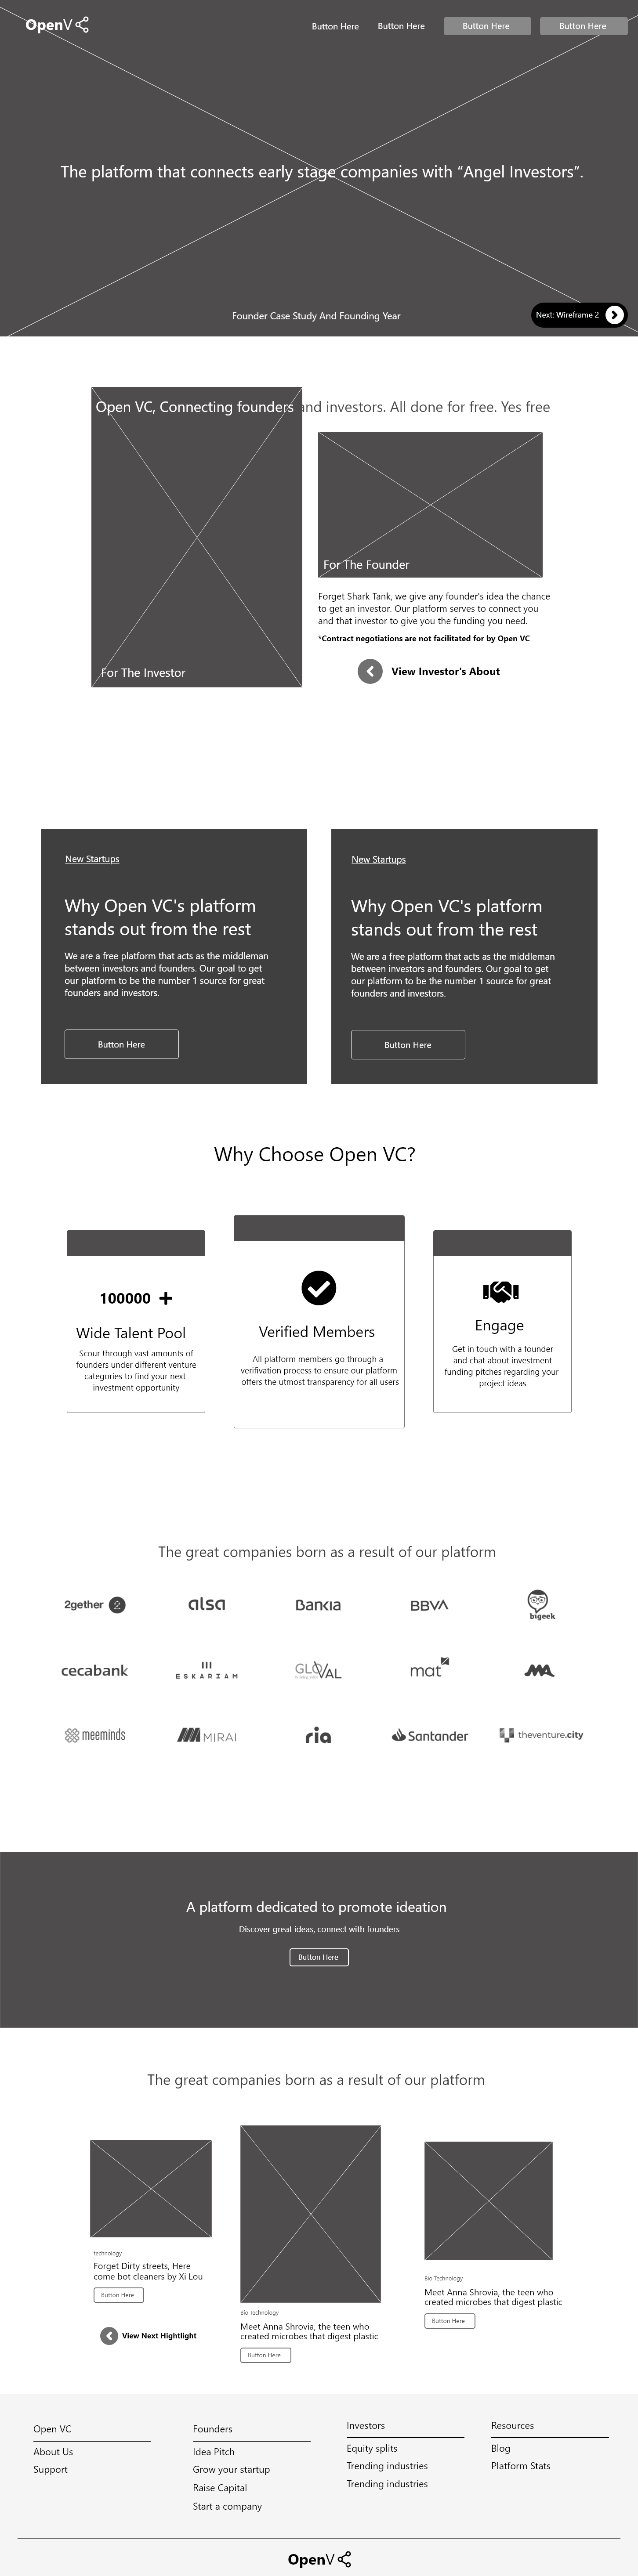 OpenV
Button Here
Button Here
Button Here
Button Here
The platform that connects early stage companies with “Angel Investors”.
Founder Case Study And Founding Year
Next: Wireframe 2
Open VC, Connecting founders and investors. All done for free. Yes free
For The Investor
For The Founder
Forget Shark Tank, we give any founder's idea the chance
to get an investor. Our platform serves to connect you
and that investor to give you the funding you need.
*Contract negotiations are not facilitated for by Open VC
View Investor's About
New Startups
Why Open VC's platform
stands out from the rest
We are a free platform that acts as the middleman
between investors and founders. Our goal to get
our platform to be the number 1 source for great
founders and investors.
Button Here
New Startups
Why Open VC's platform
stands out from the rest
We are a free platform that acts as the middleman
between investors and founders. Our goal to get
our platform to be the number 1 source for great
founders and investors.
Button Here
Why Choose Open VC?
100000 +
Wide Talent Pool
Scour through vast amounts of
founders under different venture
categories to find your next
investment opportunity
Verified Members
All platform members go through a
verifivation process to ensure our platform
offers the utmost transparency for all users
Engage
Get in touch with a founder
and chat about investment
funding pitches regarding your
project ideas
The great companies born as a result of our platform
2gether 2
alsa
Bankia
BBVA
bigeek
cecabank
ESKARIAM
GLOVAL
mat
meeminds
MIRAI
ria
Santander
theventure.city
A platform dedicated to promote ideation
Discover great ideas, connect with founders
Button Here
The great companies born as a result of our platform
technology
Forget Dirty streets, Here
come bot cleaners by Xi Lou
Button Here
View Next Hightlight
Bio Technology
Meet Anna Shrovia, the teen who
created microbes that digest plastic
Button Here
Bio Technology
Meet Anna Shrovia, the teen who
created microbes that digest plastic
Button Here
Open VC
About Us
Support
Founders
Idea Pitch
Grow your startup
Raise Capital
Start a company
Investors
Equity splits
Trending industries
Trending industries
Resources
Blog
Platform Stats
OpenV